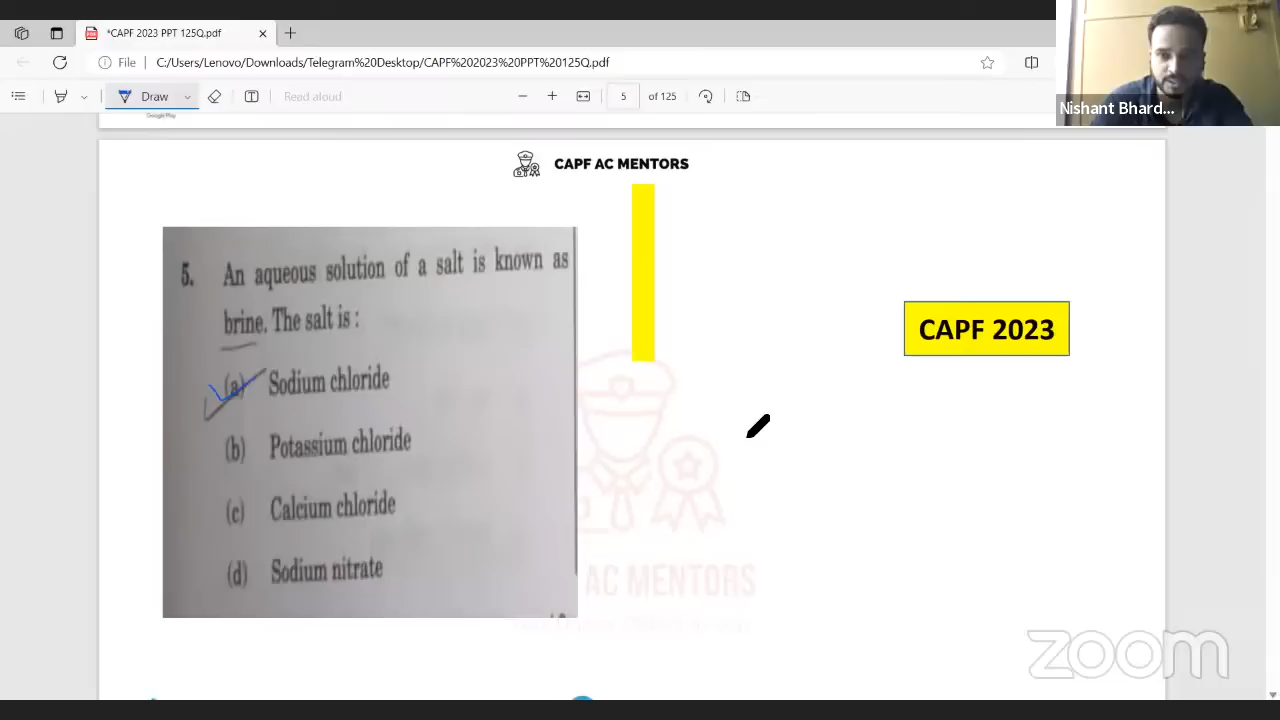 *CAPF 2023 PPT 125Q.pdf
File
C:/Users/Lenovo/Downloads/Telegram%20Desktop/CAPF%202023%20PPT%20125Q.pdf
Draw
Read aloud
5
of 125
Nishant Bhard...
Google Play
CAPF AC MENTORS
5. An aqueous solution of a salt is known as
brine. The salt is :
(a) Sodium chloride
(b) Potassium chloride
(c) Calcium chloride
(d) Sodium nitrate
CAPF 2023
AC MENTORS
zoom